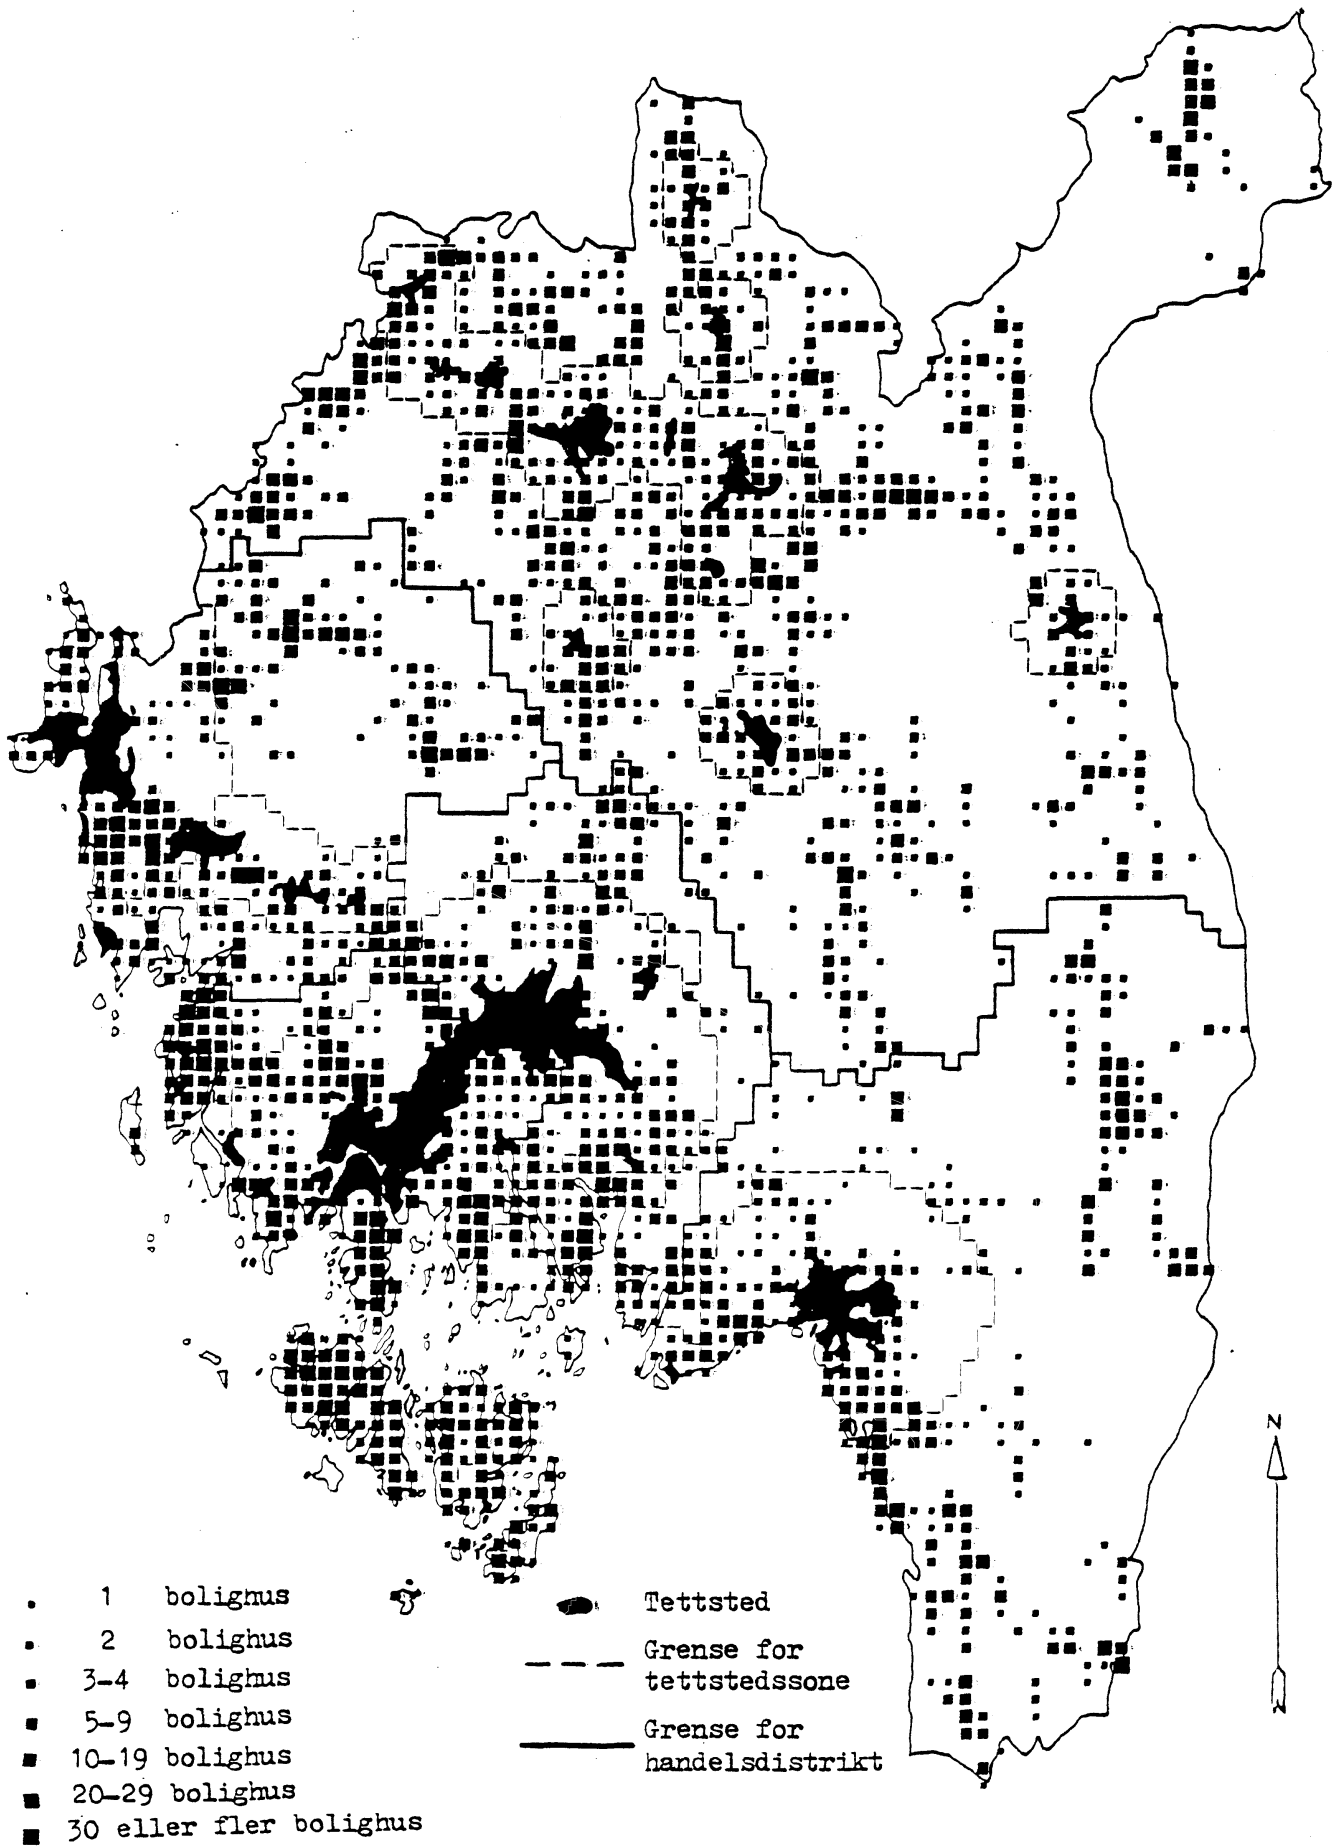 N
1 bolighus
2 bolighus
3-4 bolighus
5-9 bolighus
10-19 bolighus
20-29 bolighus
30 eller fler bolighus
Tettsted
Grense for
tettstedssone
Grense for
handelsdistrikt